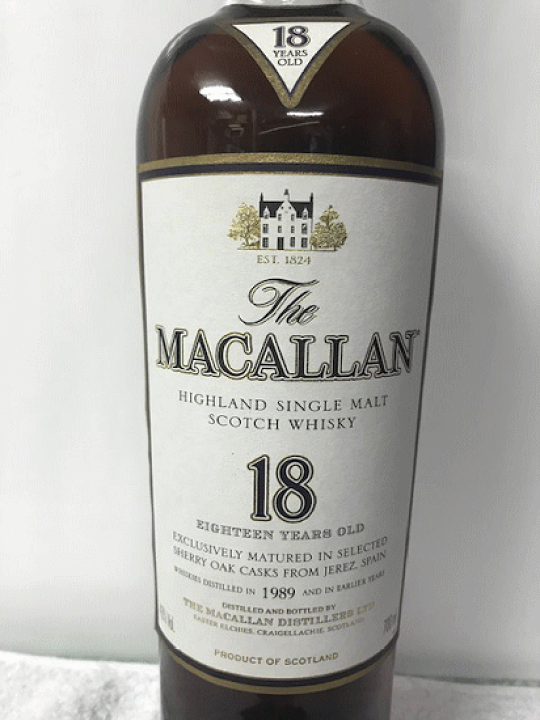 18
YEARS
OLD
EST. 1824
The
MACALLAN
HIGHLAND SINGLE MALT
SCOTCH WHISKY
18
EIGHTEEN YEARS OLD
EXCLUSIVELY MATURED IN SELECTED
SHERRY OAK CASKS FROM JEREZ, SPAIN
WHISKIES DISTILLED IN 1989 AND IN EARLIER YEARS
DISTILLED AND BOTTLED BY
THE MACALLAN DISTILLERS LTD
EASTER ELCHIES, CRAIGELLACHIE, SCOTLAND
PRODUCT OF SCOTLAND